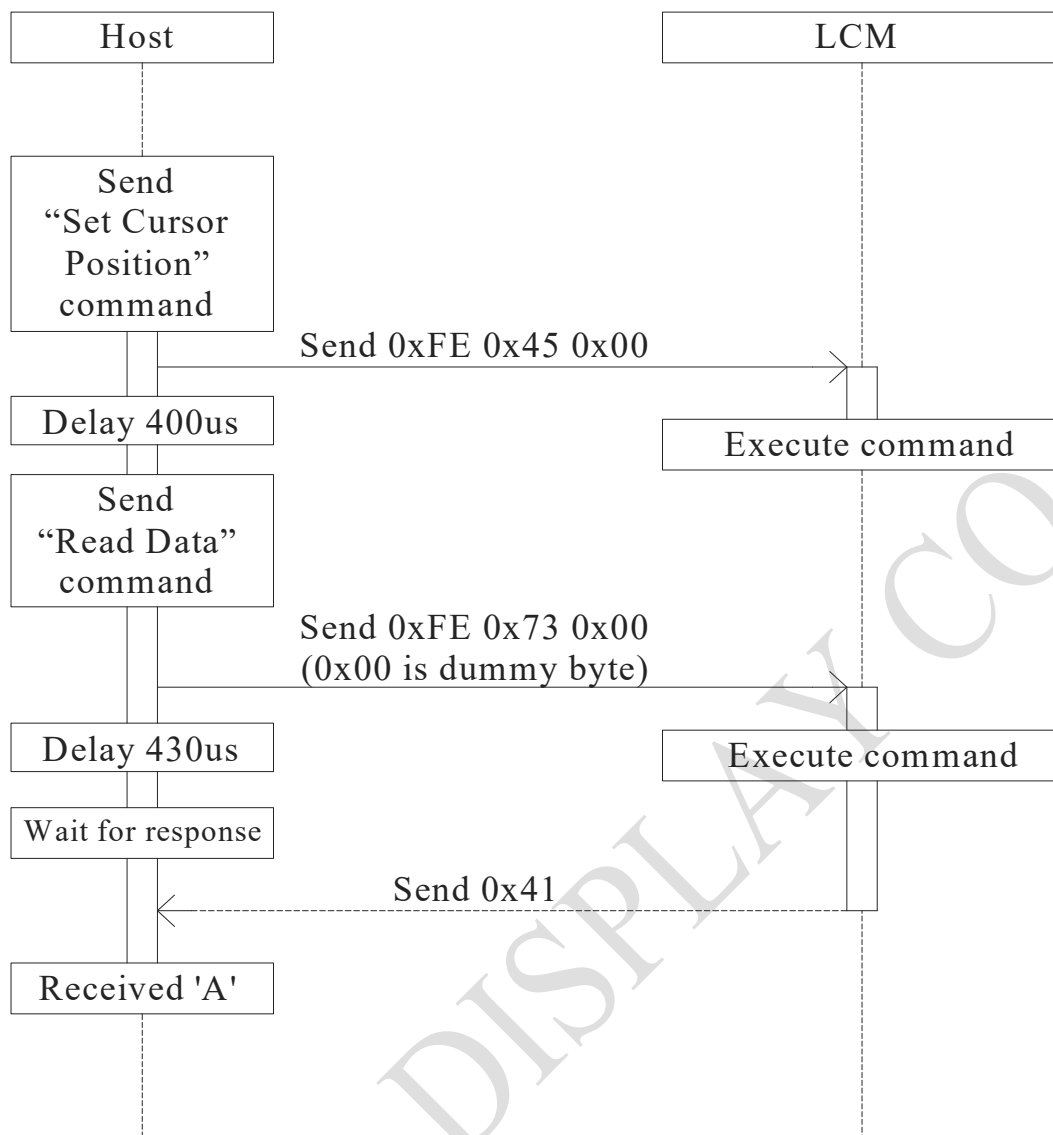 Host
LCM
Send
“Set Cursor
Position”
command
Send 0xFE 0x45 0x00
Delay 400us
Execute command
Send
“Read Data”
command
Send 0xFE 0x73 0x00
(0x00 is dummy byte)
Delay 430us
Execute command
Wait for response
Send 0x41
Received 'A'
DISPLAY CO